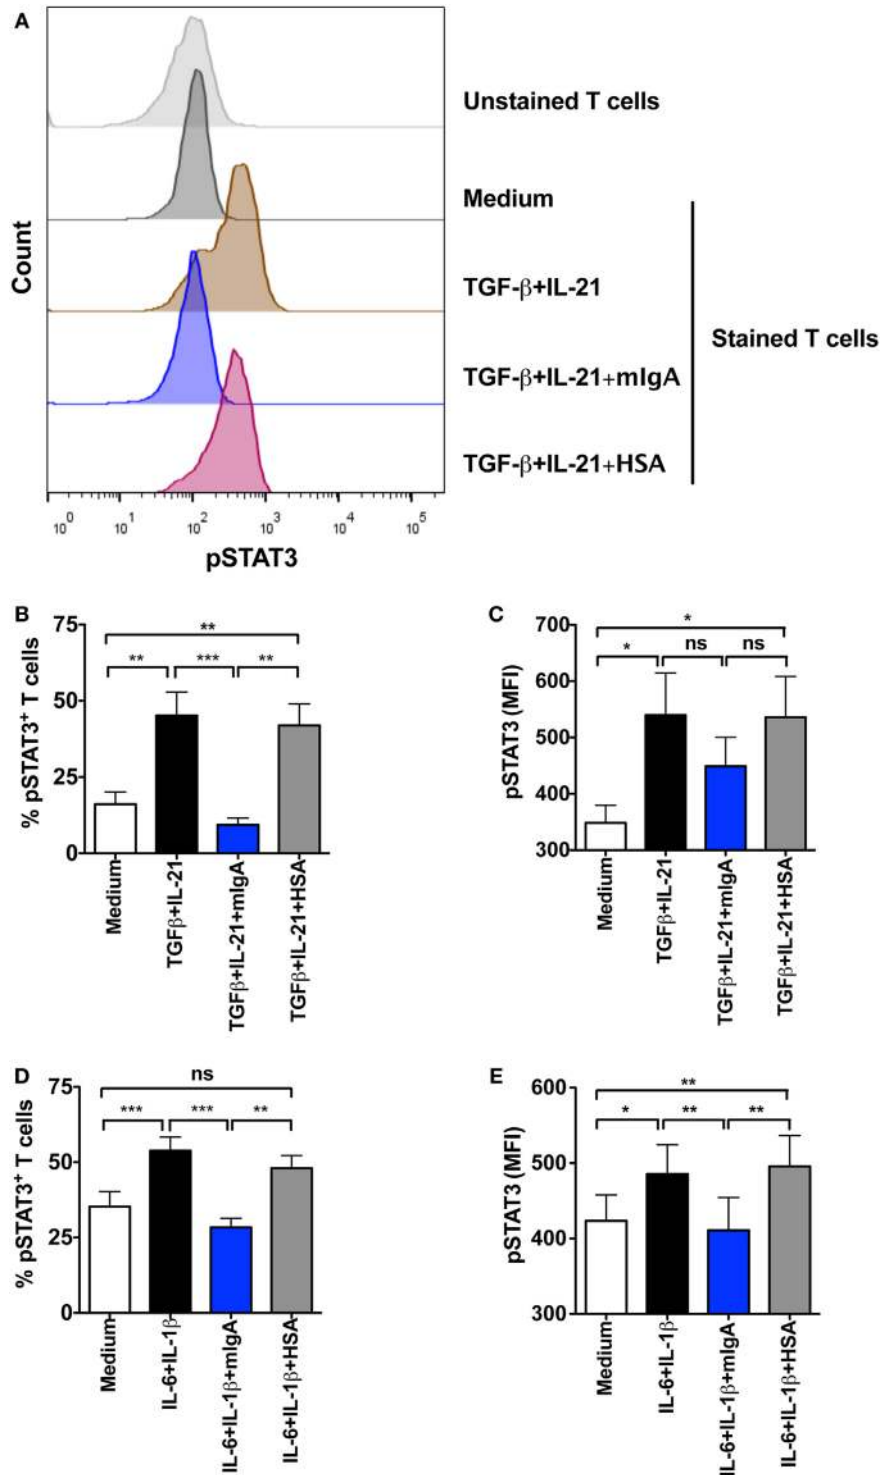 A
Unstained T cells
Medium
TGF-β+IL-21
TGF-β+IL-21+mIgA
TGF-β+IL-21+HSA
Stained T cells
Count
10^0 10^1 10^2 10^3 10^4 10^5
pSTAT3
B
% pSTAT3+ T cells
75
50
25
0
**
** *** **
Medium
TGFβ+IL-21
TGFβ+IL-21+mIgA
TGFβ+IL-21+HSA
C
pSTAT3 (MFI)
700
600
500
400
300
*
* ns ns
Medium
TGFβ+IL-21
TGFβ+IL-21+mIgA
TGFβ+IL-21+HSA
D
% pSTAT3+ T cells
75
50
25
0
ns
*** *** **
Medium
IL-6+IL-1β
IL-6+IL-1β+mIgA
IL-6+IL-1β+HSA
E
pSTAT3 (MFI)
600
500
400
300
**
* ** **
Medium
IL-6+IL-1β
IL-6+IL-1β+mIgA
IL-6+IL-1β+HSA